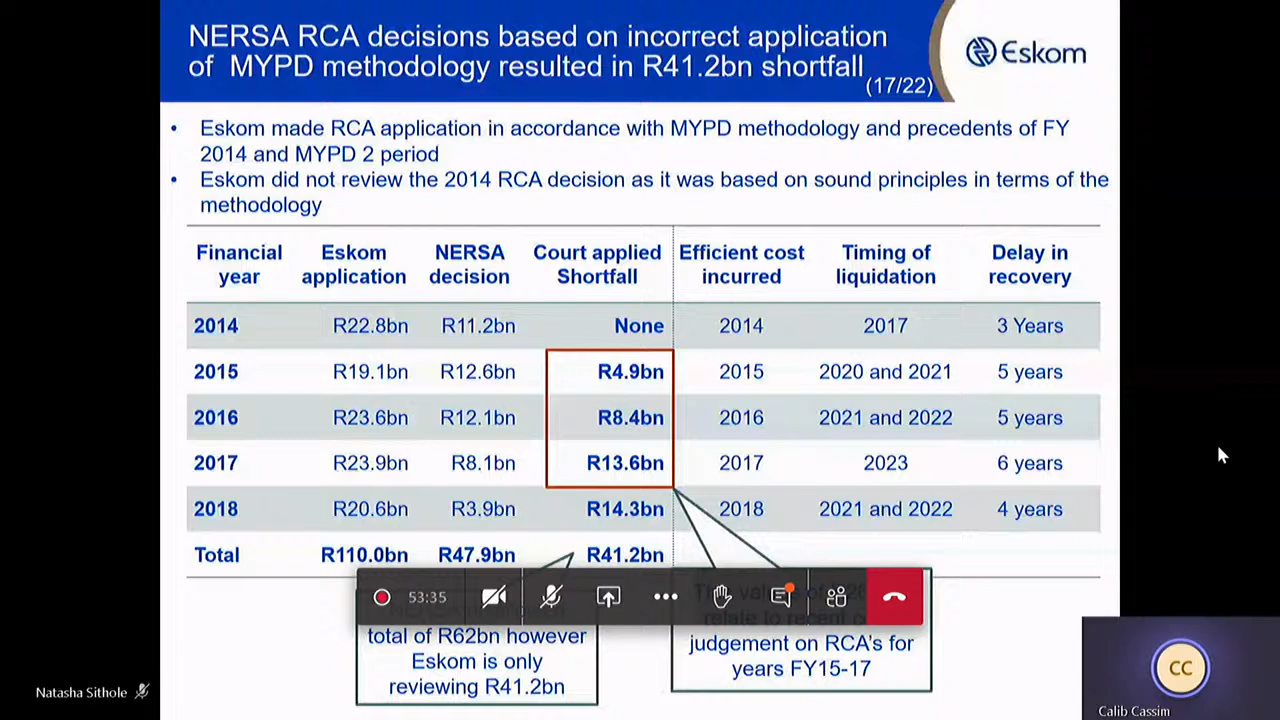 NERSA RCA decisions based on incorrect application
of MYPD methodology resulted in R41.2bn shortfall
(17/22)
Eskom
• Eskom made RCA application in accordance with MYPD methodology and precedents of FY
2014 and MYPD 2 period
• Eskom did not review the 2014 RCA decision as it was based on sound principles in terms of the
methodology
Financial year Eskom application NERSA decision Court applied Shortfall Efficient cost incurred Timing of liquidation Delay in recovery
2014 R22.8bn R11.2bn None 2014 2017 3 Years
2015 R19.1bn R12.6bn R4.9bn 2015 2020 and 2021 5 years
2016 R23.6bn R12.1bn R8.4bn 2016 2021 and 2022 5 years
2017 R23.9bn R8.1bn R13.6bn 2017 2023 6 years
2018 R20.6bn R3.9bn R14.3bn 2018 2021 and 2022 4 years
Total R110.0bn R47.9bn R41.2bn
53:35
total of R62bn however
Eskom is only
reviewing R41.2bn
relate to recent
judgement on RCA's for
years FY15-17
Natasha Sithole
CC
Calib Cassim